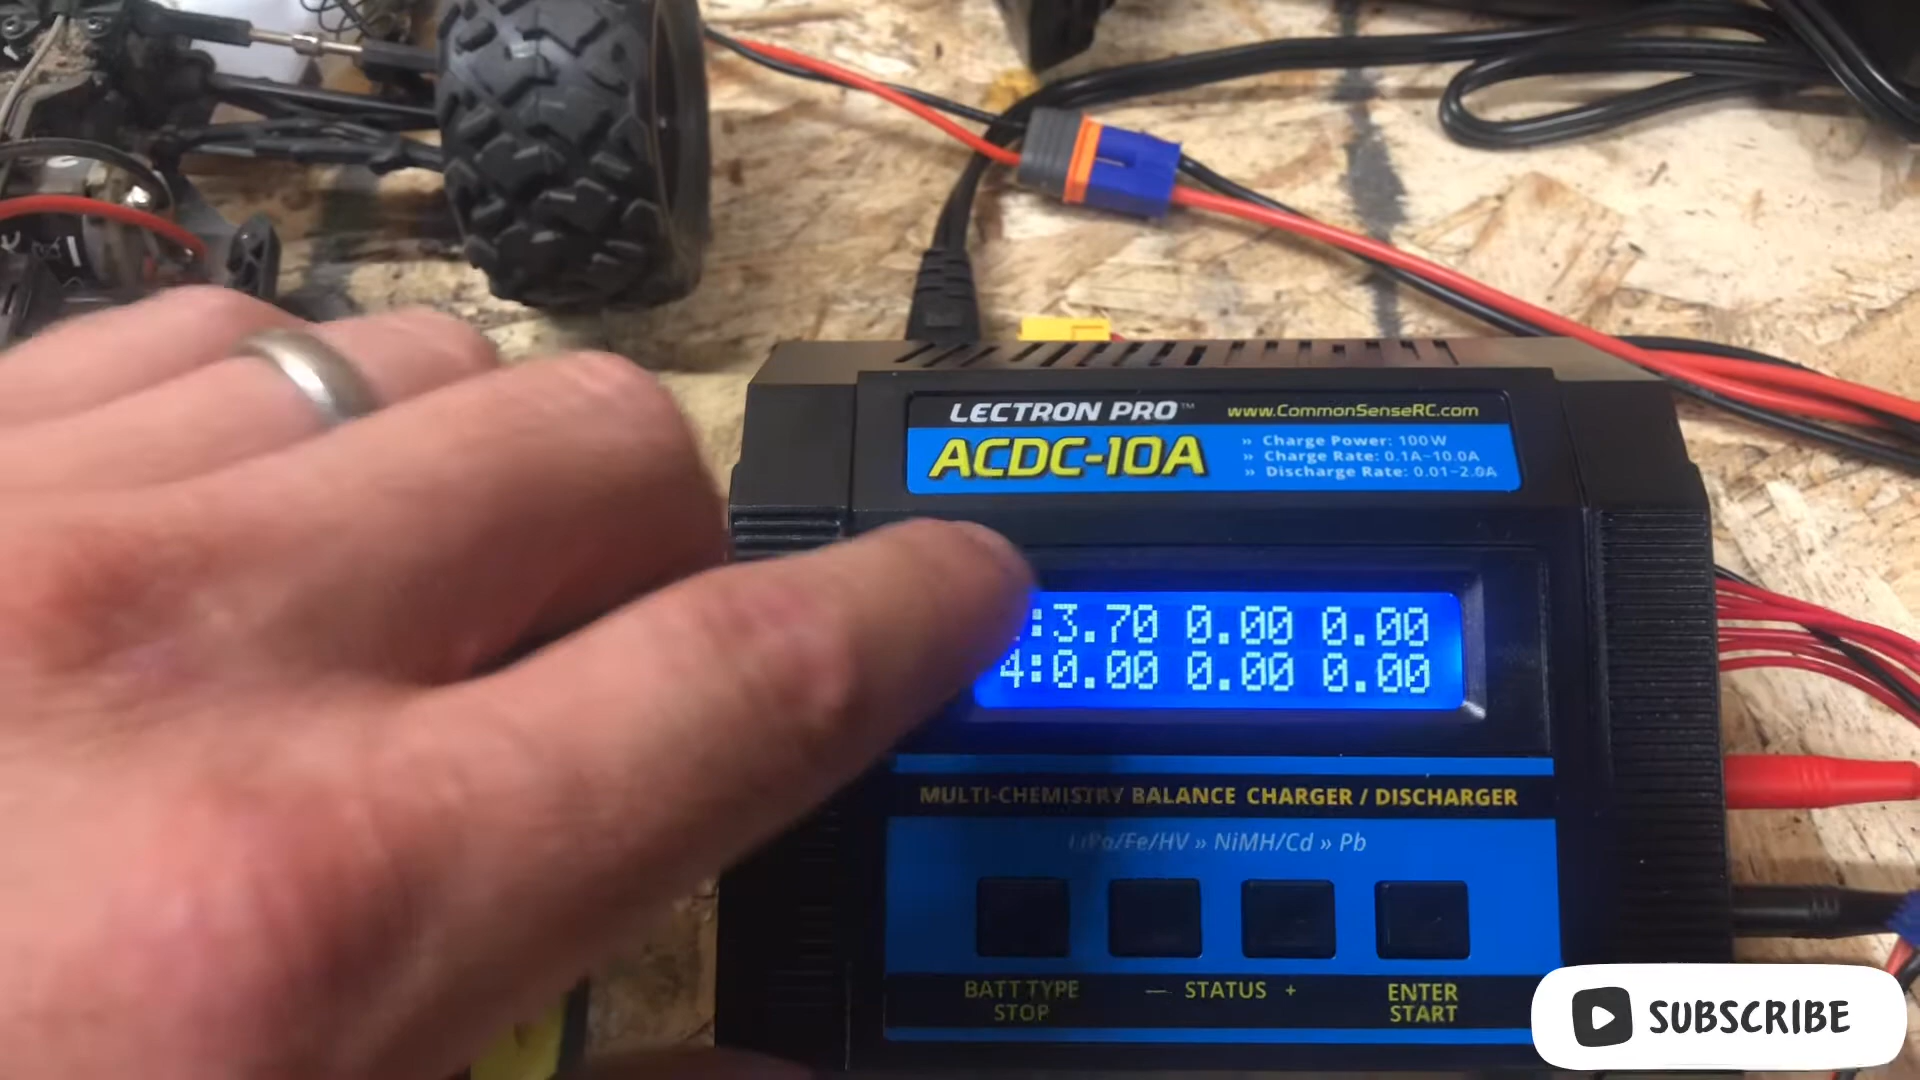 LECTRON PRO™ www.CommonSenseRC.com
ACDC-10A
» Charge Power: 100W
» Charge Rate: 0.1A~10.0A
» Discharge Rate: 0.01~2.0A
:3.70 0.00 0.00
4:0.00 0.00 0.00
MULTI-CHEMISTRY BALANCE CHARGER / DISCHARGER
LiPo/Fe/HV » NiMH/Cd » Pb
BATT TYPE
STOP
— STATUS +
ENTER
START
SUBSCRIBE